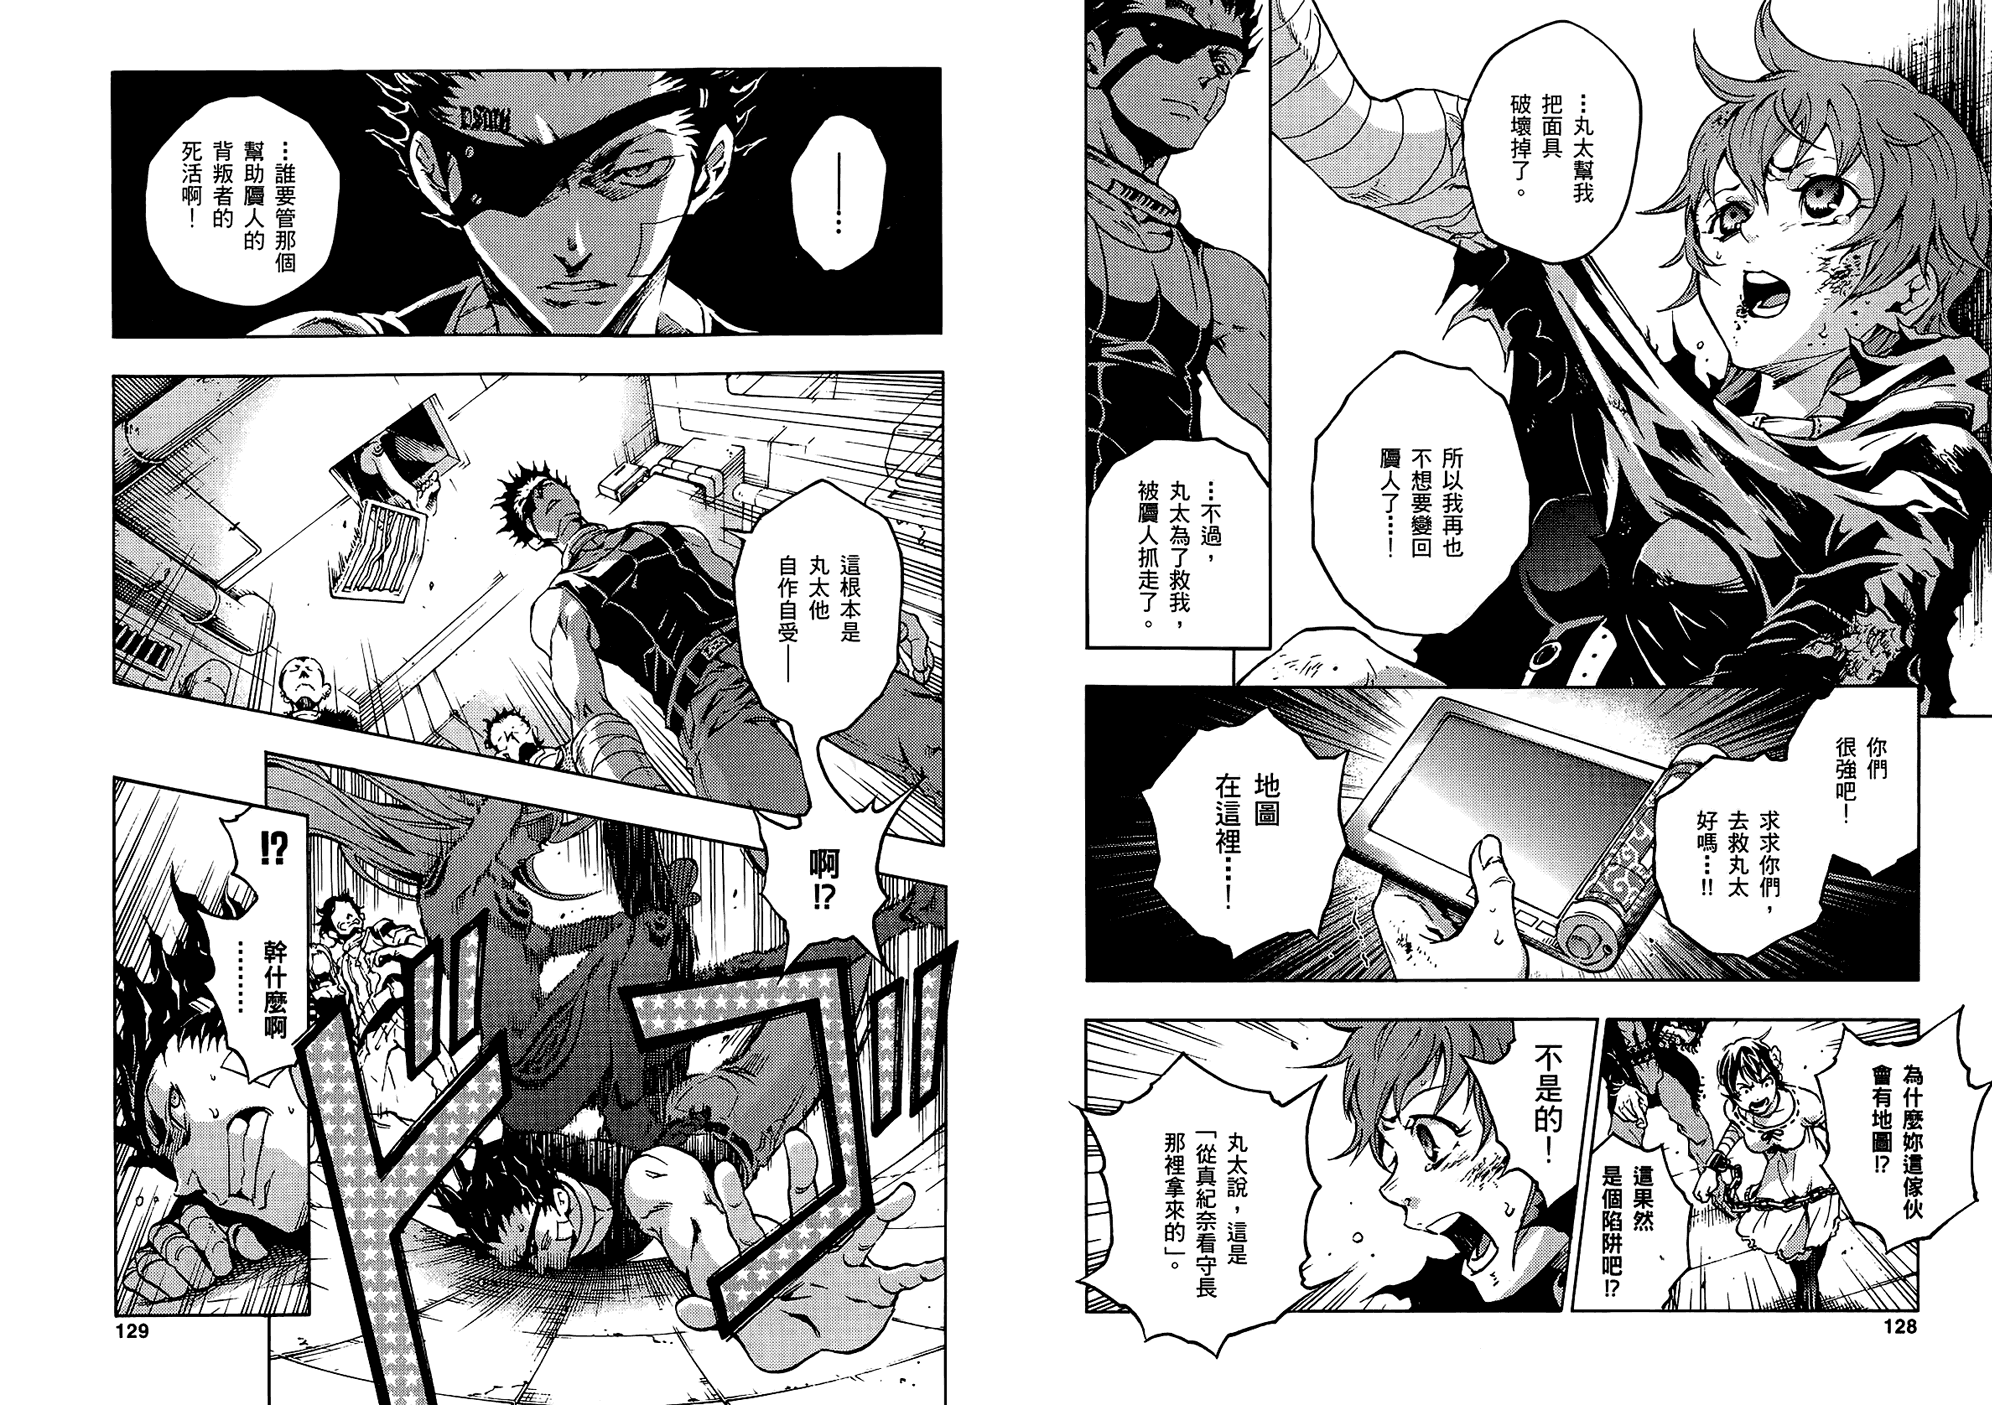 …丸太幫我
把面具
破壞掉了。
所以我再也
不想要變回
贗人了…!
…不過，
丸太為了救我，
被贗人抓走了。
你們
很強吧!
求求你們，
去救丸太
好嗎…!!
地圖
在這裡…!
為什麼妳這傢伙
會有地圖!?
這果然
是個陷阱吧!?
不是的!
丸太說，這是
「從真紀奈看守長
那裡拿來的」。
128
——…
…誰要管那個
幫助贗人的
背叛者的
死活啊!
這根本是
丸太他
自作自受——
啊!?
ドゴッ
!?
幹什麼啊
………
129